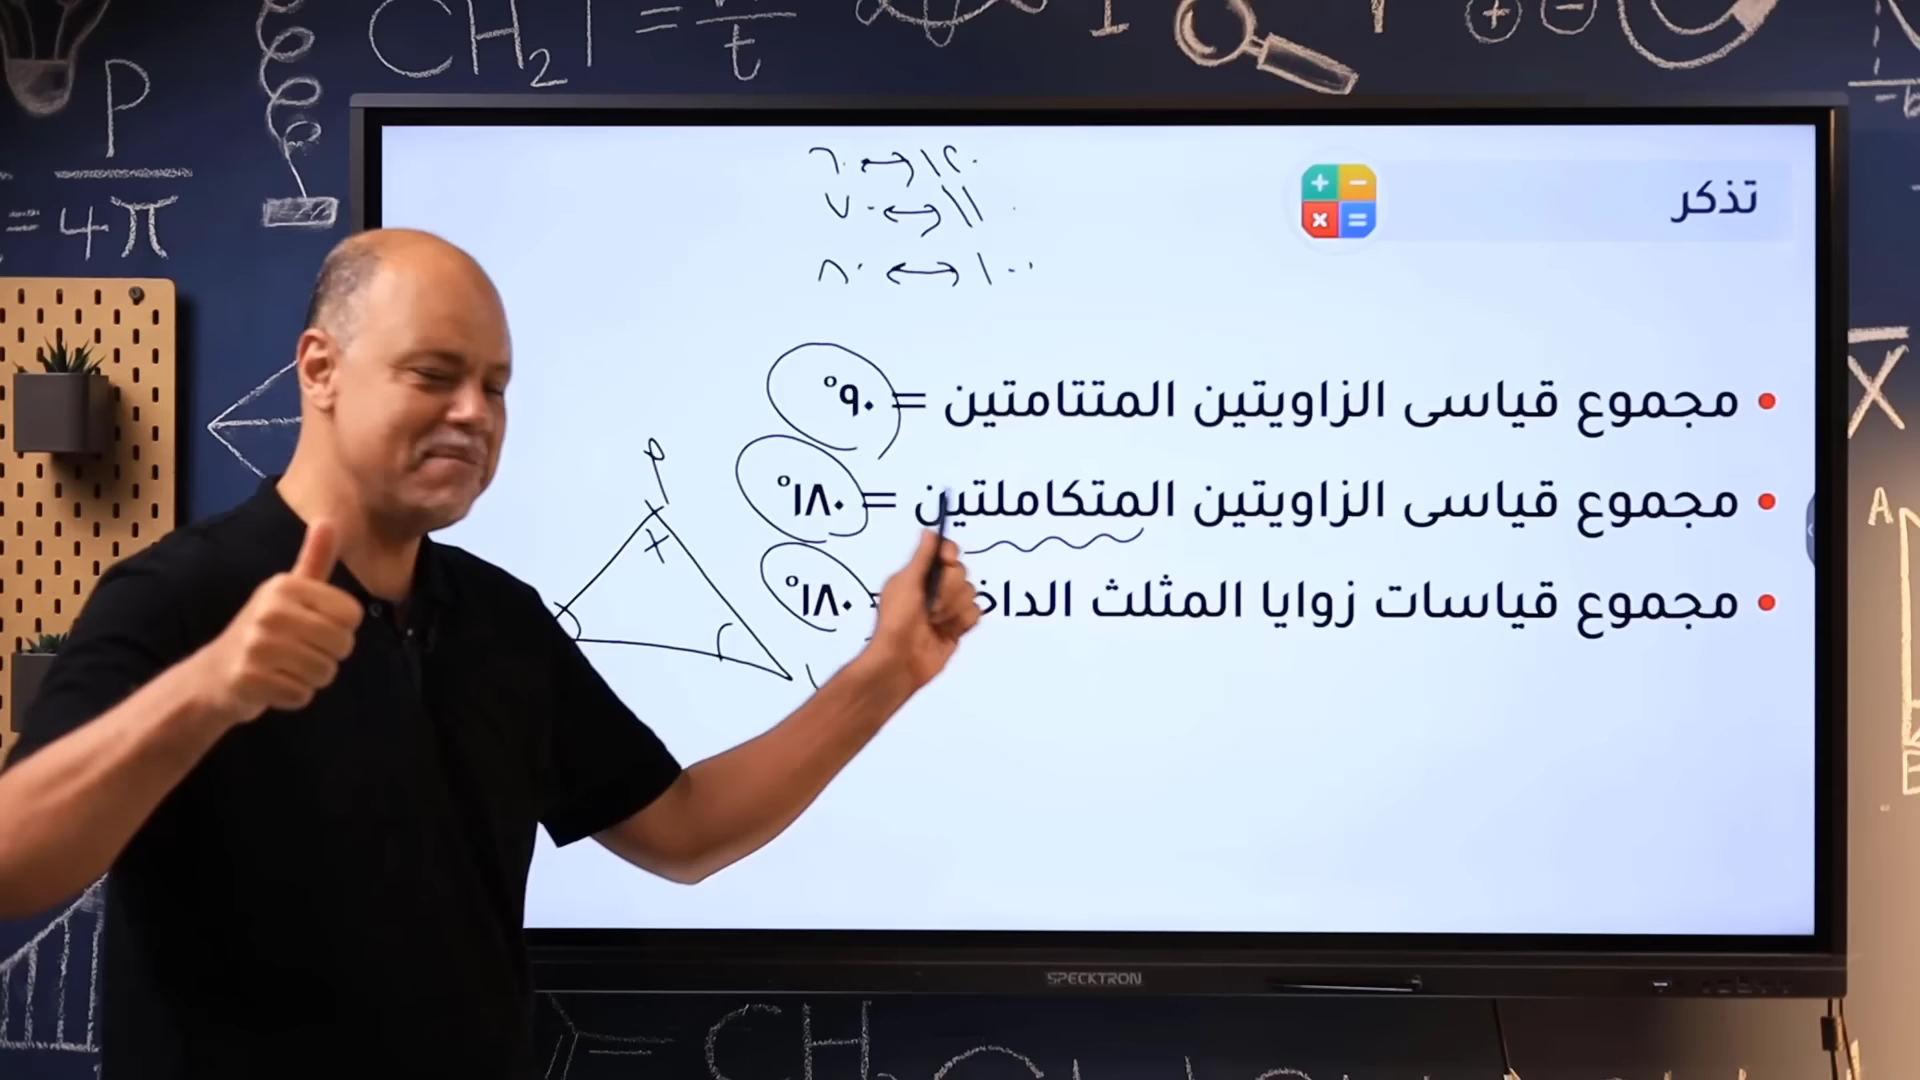 CH2
= /t
P
= 4π
تذكر
+ − × =
٦٠ ↔ ١٢٠
٧٠ ↔ ١١٠
٨٠ ↔ ١٠٠
• مجموع قياسى الزاويتين المتتامتين = ٩٠°
• مجموع قياسى الزاويتين المتكاملتين = ١٨٠°
• مجموع قياسات زوايا المثلث = ١٨٠°
X
A
SPECKTRON
CH